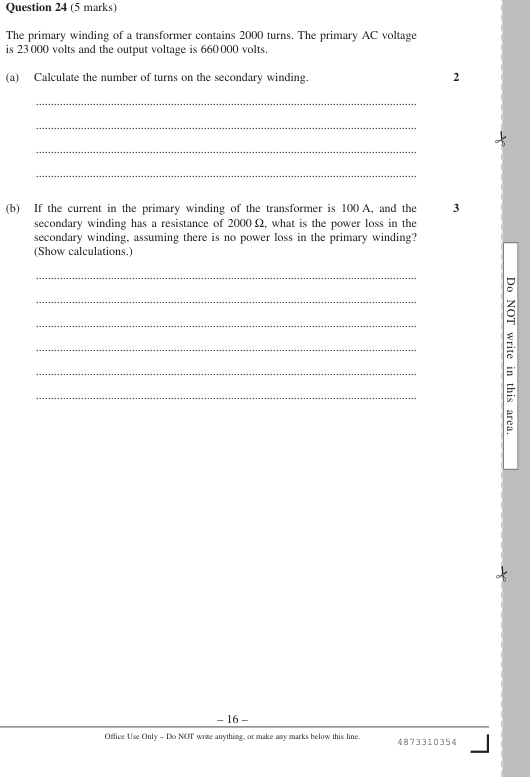 Question 24 (5 marks)
The primary winding of a transformer contains 2000 turns. The primary AC voltage
is 23 000 volts and the output voltage is 660 000 volts.
(a) Calculate the number of turns on the secondary winding. 2
(b) If the current in the primary winding of the transformer is 100 A, and the 3
secondary winding has a resistance of 2000 Ω, what is the power loss in the
secondary winding, assuming there is no power loss in the primary winding?
(Show calculations.)
Do NOT write in this area.
– 16 –
Office Use Only – Do NOT write anything, or make any marks below this line.
4873310354